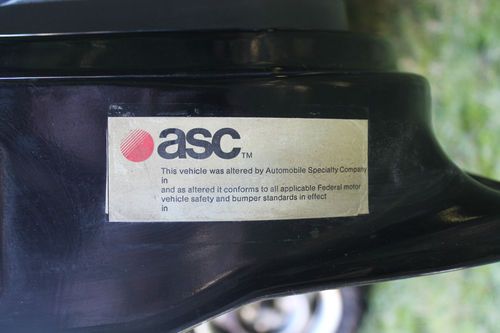 asc TM
This vehicle was altered by Automobile Specialty Company
in
and as altered it conforms to all applicable Federal motor
vehicle safety and bumper standards in effect
in